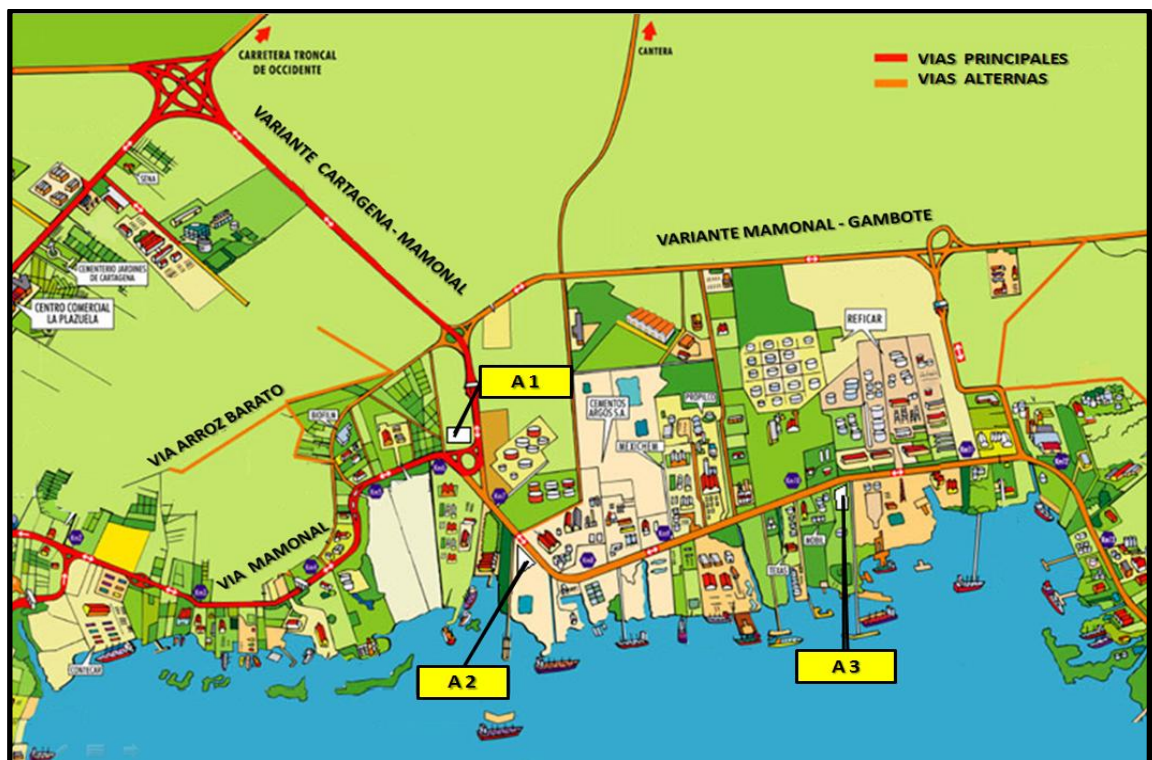 CARRETERA TRONCAL
DE OCCIDENTE
CANTERA
VIAS PRINCIPALES
VIAS ALTERNAS
VARIANTE CARTAGENA - MAMONAL
SENA
VARIANTE MAMONAL - GAMBOTE
CEMENTERIO JARDINES
DE CARTAGENA
CENTRO COMERCIAL
LA PLAZUELA
REFICAR
A 1
VIA ARROZ BARATO
BIOFILM
CEMENTOS
ARGOS S.A.
PROPILCO
MEXICHEM
VIA MAMONAL
TEXAS
MOBIL
CONTECAR
A 2
A 3